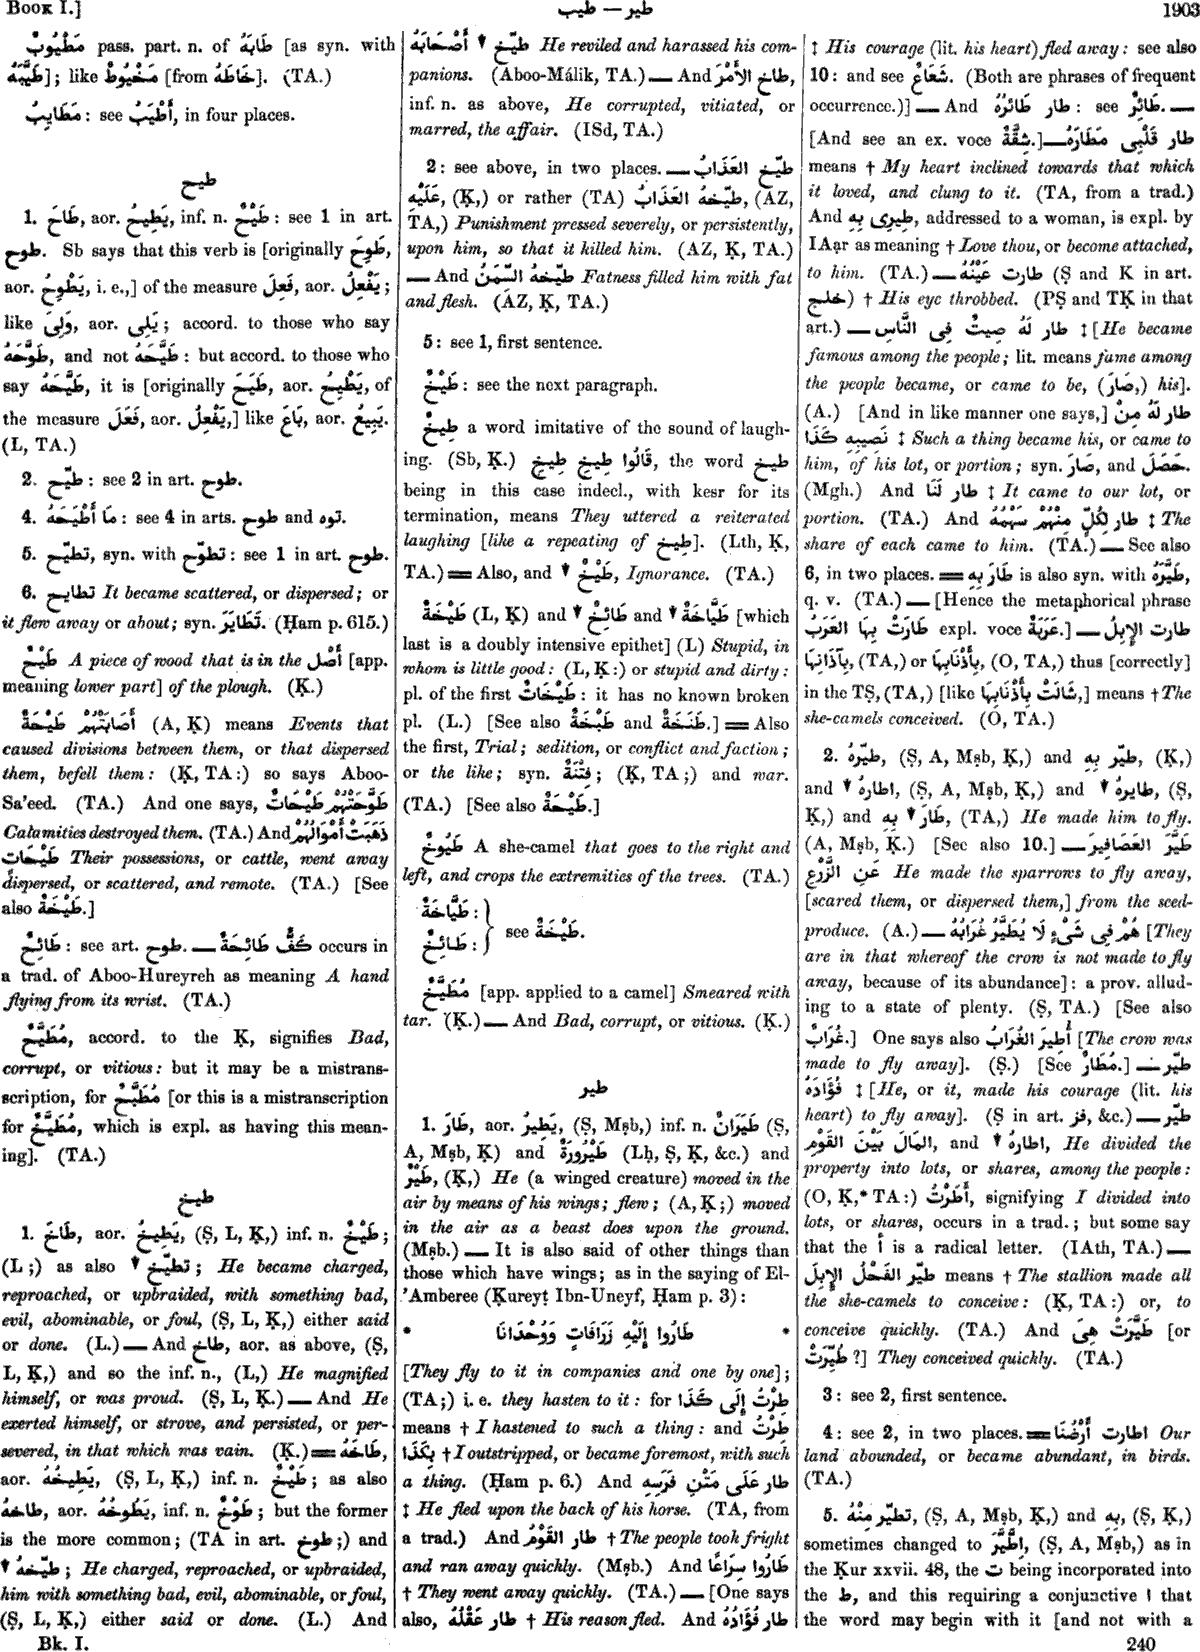 Book I.]
طيب — طير
1903
مَطْيُوبٌ pass. part. n. of طَابَهُ [as syn. with
طَيَّبَهُ]; like مَخْيُوطٌ [from خَاطَهُ]. (TA.)
مَطَايِبُ: see أَطْيَبُ, in four places.
طيح
1. طَاحَ, aor. يَطِيحُ, inf. n. طَيْحٌ: see 1 in art.
طوح. Sb says that this verb is [originally طَوِحَ,
aor. يَطْوِحُ, i. e.,] of the measure فَعِلَ, aor. يَفْعِلُ;
like وَلِىَ, aor. يَلِى; accord. to those who say
طَوَّحَهُ, and not طَيَّحَهُ: but accord. to those who
say طَيَّحَهُ, it is [originally طَيَحَ, aor. يَطْيِحُ, of
the measure فَعَلَ, aor. يَفْعِلُ,] like بَاعَ, aor. يَبِيعُ.
(L, TA.)
2. طيّح: see 2 in art. طوح.
4. مَا أَطْيَحَهُ: see 4 in arts. طوح and توه.
5. تطيّح, syn. with تطوّح: see 1 in art. طوح.
6. تطايح It became scattered, or dispersed; or
it flew away or about; syn. تَطَايَرَ. (Ḥam p. 615.)
طَيْحٌ A piece of wood that is in the أَصْل [app.
meaning lower part] of the plough. (Ḳ.)
أَصَابَتْهُمْ طَيْحَةٌ (A, Ḳ) means Events that
caused divisions between them, or that dispersed
them, befell them: (Ḳ, TA:) so says Aboo-
Sa'eed. (TA.) And one says, طَوَّحَتْهُمْ طَيْحَاتٌ
Calamities destroyed them. (TA.) And ذَهَبَتْ أَمْوَالُهُمْ
طَيْحَاتٍ Their possessions, or cattle, went away
dispersed, or scattered, and remote. (TA.) [See
also طَيْخَةٌ.]
طَائِحٌ: see art. طوح. — كَفٌّ طَائِحَةٌ occurs in
a trad. of Aboo-Hureyreh as meaning A hand
flying from its wrist. (TA.)
مُطَيَّحٌ, accord. to the Ḳ, signifies Bad,
corrupt, or vitious: but it may be a mistrans-
scription, for مُطَيَّخٌ [or this is a mistranscription
for مُطَيَّخٌ, which is expl. as having this mean-
ing]. (TA.)
طيخ
1. طَاخَ, aor. يَطِيخُ, (Ṣ, L, Ḳ,) inf. n. طَيْخٌ;
(L;) as also ▼ تطيّخ; He became charged,
reproached, or upbraided, with something bad,
evil, abominable, or foul, (Ṣ, L, Ḳ,) either said
or done. (L.) — And طاخ, aor. as above, (Ṣ,
L, Ḳ,) and so the inf. n., (L,) He magnified
himself, or was proud. (Ṣ, L, Ḳ.) — And He
exerted himself, or strove, and persisted, or per-
severed, in that which was vain. (Ḳ.) = طَاخَهُ,
aor. يَطِيخُهُ, (Ṣ, L, Ḳ,) inf. n. طَيْخٌ; as also
طاخهُ, aor. يَطُوخُهُ, inf. n. طَوْخٌ; but the former
is the more common; (TA in art. طوخ;) and
▼ طيّخهُ; He charged, reproached, or upbraided,
him with something bad, evil, abominable, or foul,
(Ṣ, L, Ḳ,) either said or done. (L.) And
طيّخ ▼ أَصْحَابَهُ He reviled and harassed his com-
panions. (Aboo-Málik, TA.) — And طاخ الأَمْرَ,
inf. n. as above, He corrupted, vitiated, or
marred, the affair. (ISd, TA.)
2: see above, in two places. — طيّخ العَذَابُ
عَلَيْهِ, (Ḳ,) or rather (TA) طيّخهُ العَذَابُ, (AZ,
TA,) Punishment pressed severely, or persistently,
upon him, so that it killed him. (AZ, Ḳ, TA.)
— And طيّخهُ السِّمَنُ Fatness filled him with fat
and flesh. (AZ, Ḳ, TA.)
5: see 1, first sentence.
طَيْخٌ: see the next paragraph.
طِيخٌ a word imitative of the sound of laugh-
ing. (Sb, Ḳ.) قَالُوا طِيخِ طِيخِ, the word طيخ
being in this case indecl., with kesr for its
termination, means They uttered a reiterated
laughing [like a repeating of طيخ]. (Lth, Ḳ,
TA.) = Also, and ▼ طَيْخٌ, Ignorance. (TA.)
طَيْخَةٌ (L, Ḳ) and ▼ طَائِخٌ and ▼ طَيَّاخَةٌ [which
last is a doubly intensive epithet] (L) Stupid, in
whom is little good: (L, Ḳ:) or stupid and dirty:
pl. of the first طَيْخَاتٌ: it has no known broken
pl. (L.) [See also طَبْخَةٌ and طَنَخَةٌ.] = Also
the first, Trial; sedition, or conflict and faction;
or the like; syn. فِتْنَةٌ; (Ḳ, TA;) and war.
(TA.) [See also طَيْحَةٌ.]
طَيُوخٌ A she-camel that goes to the right and
left, and crops the extremities of the trees. (TA.)
طَيَّاخَةٌ:
طَائِخٌ: } see طَيْخَةٌ.
مُطَيَّخٌ [app. applied to a camel] Smeared with
tar. (Ḳ.) — And Bad, corrupt, or vitious. (Ḳ.)
طير
1. طَارَ, aor. يَطِيرُ, (Ṣ, Mṣb,) inf. n. طَيَرَانٌ (Ṣ,
A, Mṣb, Ḳ) and طَيْرُورَةٌ (Lḥ, Ṣ, Ḳ, &c.) and
طَيْرٌ, (Ḳ,) He (a winged creature) moved in the
air by means of his wings; flew; (A, Ḳ;) moved
in the air as a beast does upon the ground.
(Mṣb.) — It is also said of other things than
those which have wings; as in the saying of El-
'Amberee (Ḳureyṭ Ibn-Uneyf, Ḥam p. 3):
* طَارُوا إِلَيْهِ زَرَافَاتٍ وَوُحْدَانَا *
[They fly to it in companies and one by one];
(TA;) i. e. they hasten to it: for طِرْتُ إِلَى كَذَا
means † I hastened to such a thing: and طِرْتُ
بِكَذَا † I outstripped, or became foremost, with such
a thing. (Ḥam p. 6.) And طار عَلَى مَتْنِ فَرَسِهِ
‡ He fled upon the back of his horse. (TA, from
a trad.) And طار القَوْمُ † The people took fright
and ran away quickly. (Mṣb.) And طَارُوا سِرَاعًا
† They went away quickly. (TA.) — [One says
also, طار عَقْلُهُ † His reason fled. And طار فُؤَادُهُ
‡ His courage (lit. his heart) fled away: see also
10: and see شَعَاعٌ. (Both are phrases of frequent
occurrence.)] — And طار طَائِرُهُ: see طَائِرٌ. —
[And see an ex. voce شِقَّةٌ.] — طار قَلْبِى مَطَارَهُ
means † My heart inclined towards that which
it loved, and clung to it. (TA, from a trad.)
And طِيرِى بِهِ, addressed to a woman, is expl. by
IAạr as meaning † Love thou, or become attached,
to him. (TA.) — طارت عَيْنُهُ (Ṣ and K in art.
خلج) † His eye throbbed. (PṢ and TḲ in that
art.) — طار لَهُ صِيتٌ فِى النَّاسِ ‡ [He became
famous among the people; lit. means fame among
the people became, or came to be, (صَارَ,) his].
(A.) [And in like manner one says,] طار لَهُ مِنْ
نَصِيبِهِ كَذَا ‡ Such a thing became his, or came to
him, of his lot, or portion; syn. صَارَ, and حَصَلَ.
(Mgh.) And طار لَنَا ‡ It came to our lot, or
portion. (TA.) And طار لِكُلٍّ مِنْهُمْ سَهْمُهُ ‡ The
share of each came to him. (TA.) — See also
6, in two places. = طَارَ بِهِ is also syn. with طَيَّرَهُ,
q. v. (TA.) — [Hence the metaphorical phrase
طَارَتْ بِهَا العَرَبُ expl. voce عَرَبَةٌ.] — طارت الإِبِلُ
بِآذَانِهَا, (TA,) or بِأَذْنَابِهَا, (O, TA,) thus [correctly]
in the TṢ, (TA,) [like شَالَتْ بِأَذْنَابِهَا,] means † The
she-camels conceived. (O, TA.)
2. طيّرهُ, (Ṣ, A, Mṣb, Ḳ,) and طيّر بِهِ, (Ḳ,)
and ▼ اطارهُ, (Ṣ, A, Mṣb, Ḳ,) and ▼ طايرهُ, (Ṣ,
Ḳ,) and ▼ طَارَ بِهِ, (TA,) He made him to fly.
(A, Mṣb, Ḳ.) [See also 10.] — طَيَّرَ العَصَافِيرَ
عَنِ الزَّرْعِ He made the sparrows to fly away,
[scared them, or dispersed them,] from the seed-
produce. (A.) — هُمْ فِى شَىْءٍ لَا يُطَيَّرُ غُرَابُهُ [They
are in that whereof the crow is not made to fly
away, because of its abundance]: a prov. allud-
ing to a state of plenty. (Ṣ, TA.) [See also
غُرَابٌ.] One says also أُطِيرَ الغُرَابُ [The crow was
made to fly away]. (Ṣ.) [See مُطَارٌ.] — طيّر
فُؤَادَهُ ‡ [He, or it, made his courage (lit. his
heart) to fly away]. (Ṣ in art. فز, &c.) — طيّر
المَالَ بَيْنَ القَوْمِ, and ▼ اطارهُ, He divided the
property into lots, or shares, among the people:
(O, Ḳ,* TA:) أَطَرْتُ, signifying I divided into
lots, or shares, occurs in a trad.; but some say
that the أ is a radical letter. (IAth, TA.) —
طيّر الفَحْلُ الإِبِلَ means † The stallion made all
the she-camels to conceive: (Ḳ, TA:) or, to
conceive quickly. (TA.) And طَيَّرَتْ هِىَ [or
طُيِّرَتْ?] They conceived quickly. (TA.)
3: see 2, first sentence.
4: see 2, in two places. = اطارت أَرْضُنَا Our
land abounded, or became abundant, in birds.
(TA.)
5. تطيّر مِنْهُ, (Ṣ, A, Mṣb, Ḳ,) and بِهِ, (Ṣ, Ḳ,)
sometimes changed to اِطَّيَّرَ, (Ṣ, A, Mṣb,) as in
the Ḳur xxvii. 48, the ت being incorporated into
the ط, and this requiring a conjunctive ا that
the word may begin with it [and not with a
Bk. I.
240